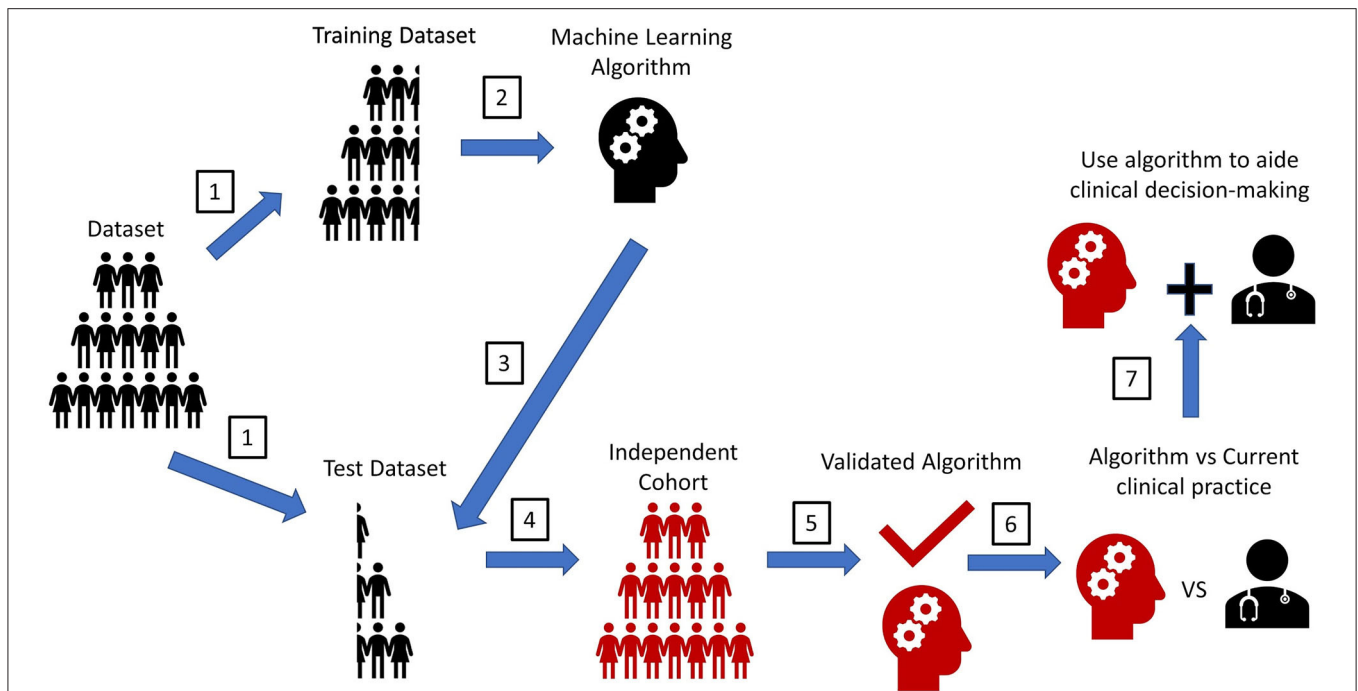 Training Dataset
Machine Learning
Algorithm
2
1
Dataset
Use algorithm to aide
clinical decision-making
3
7
1
Test Dataset
4
Independent
Cohort
5
Validated Algorithm
6
Algorithm vs Current
clinical practice
VS